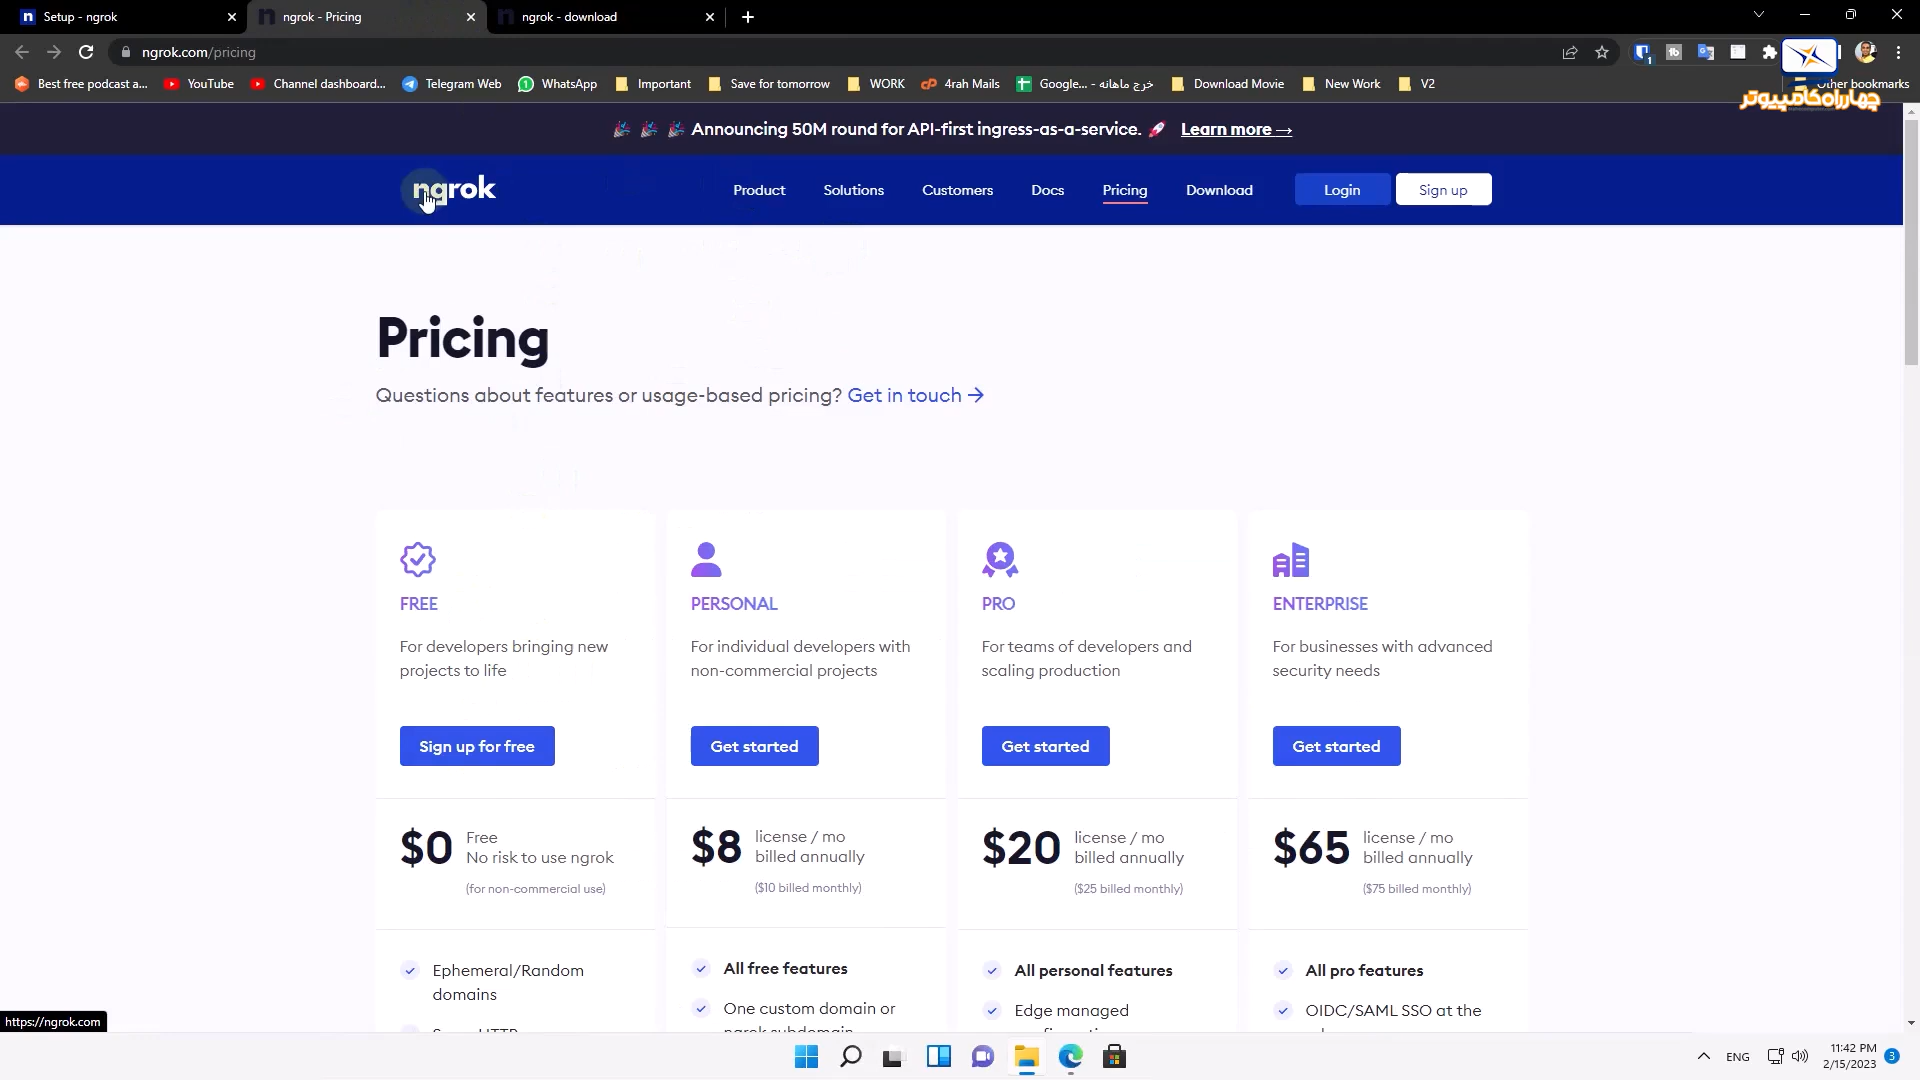 Setup - ngrok
ngrok - Pricing
ngrok - download
ngrok.com/pricing
Best free podcast a...
YouTube
Channel dashboard...
Telegram Web
WhatsApp
Important
Save for tomorrow
WORK
4rah Mails
Google... - خرج ماهانه
Download Movie
New Work
V2
Other bookmarks
چهارراه کامپیوتر
🎉 🎉 🎉 Announcing 50M round for API-first ingress-as-a-service. 🚀 Learn more →
ngrok
Product
Solutions
Customers
Docs
Pricing
Download
Login
Sign up
Pricing
Questions about features or usage-based pricing? Get in touch →
FREE
For developers bringing new
projects to life
Sign up for free
$0
Free
No risk to use ngrok
(for non-commercial use)
Ephemeral/Random
domains
PERSONAL
For individual developers with
non-commercial projects
Get started
$8
license / mo
billed annually
($10 billed monthly)
All free features
One custom domain or
ngrok subdomain
PRO
For teams of developers and
scaling production
Get started
$20
license / mo
billed annually
($25 billed monthly)
All personal features
Edge managed
ENTERPRISE
For businesses with advanced
security needs
Get started
$65
license / mo
billed annually
($75 billed monthly)
All pro features
OIDC/SAML SSO at the
https://ngrok.com
ENG
11:42 PM
2/15/2023
3